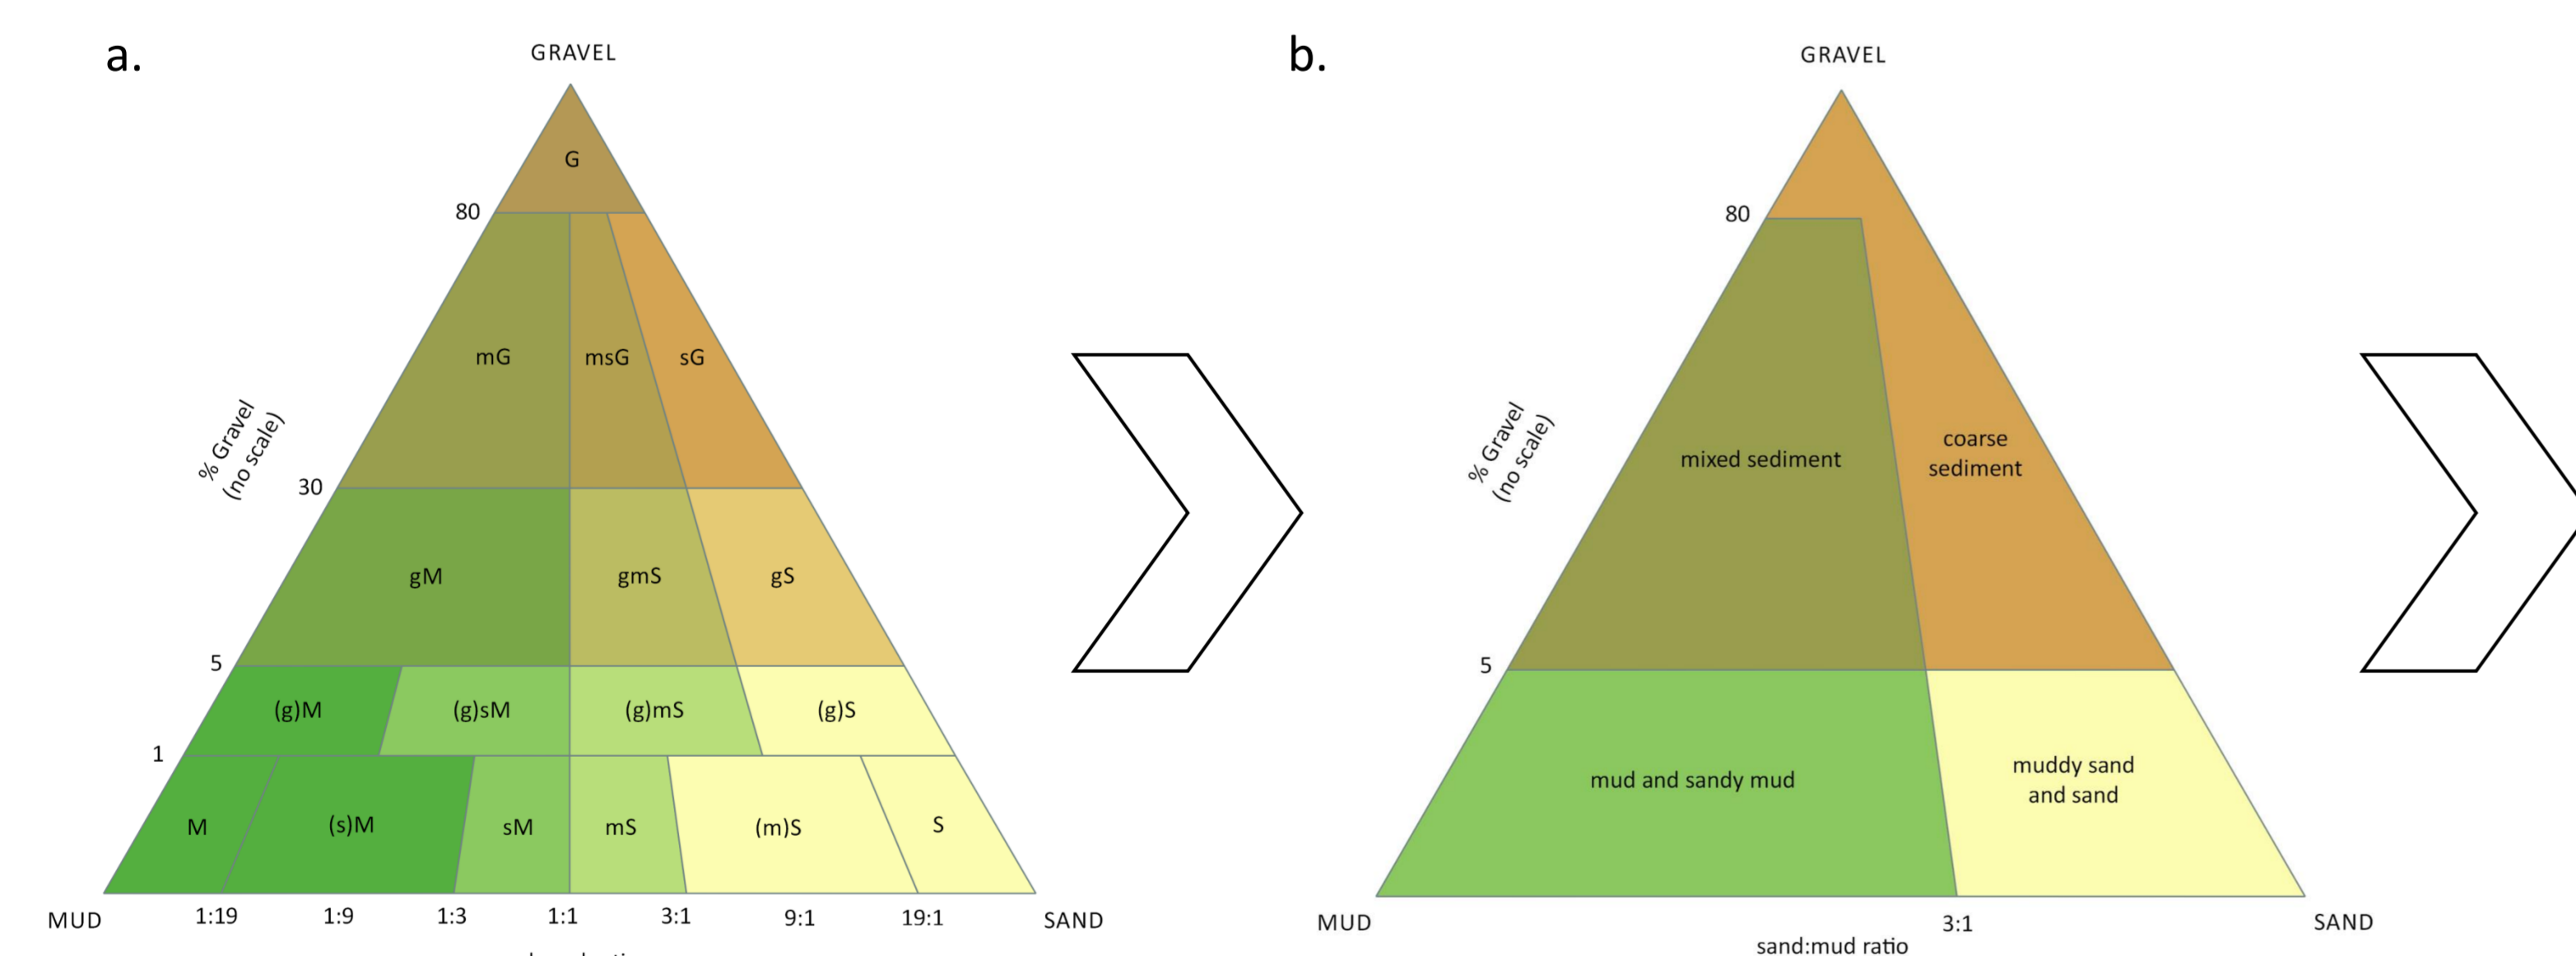 a.
GRAVEL
G
80
mG
msG
sG
% Gravel
(no scale)
30
gM
gmS
gS
5
(g)M
(g)sM
(g)mS
(g)S
1
M
(s)M
sM
mS
(m)S
S
MUD
1:19
1:9
1:3
1:1
3:1
9:1
19:1
SAND
b.
GRAVEL
80
% Gravel
(no scale)
mixed sediment
coarse
sediment
5
mud and sandy mud
muddy sand
and sand
MUD
3:1
SAND
sand:mud ratio